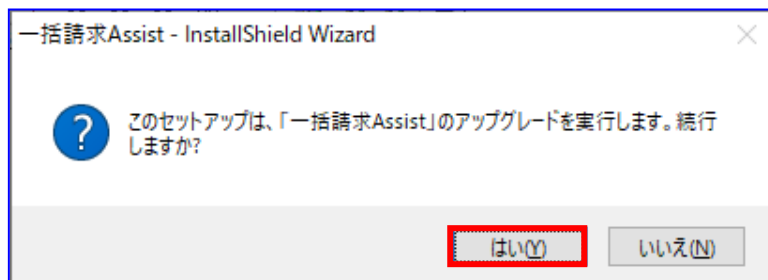 一括請求Assist - InstallShield Wizard
このセットアップは、「一括請求Assist」のアップグレードを実行します。続行
しますか?
はい(Y) いいえ(N)